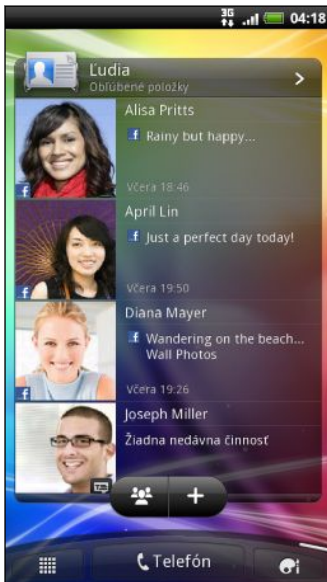 3G 04:18
Ľudia
Obľúbené položky
Alisa Pritts
Rainy but happy...
Včera 18:46
April Lin
Just a perfect day today!
Včera 19:50
Diana Mayer
Wandering on the beach...
Wall Photos
Včera 19:26
Joseph Miller
Žiadna nedávna činnosť
Telefón